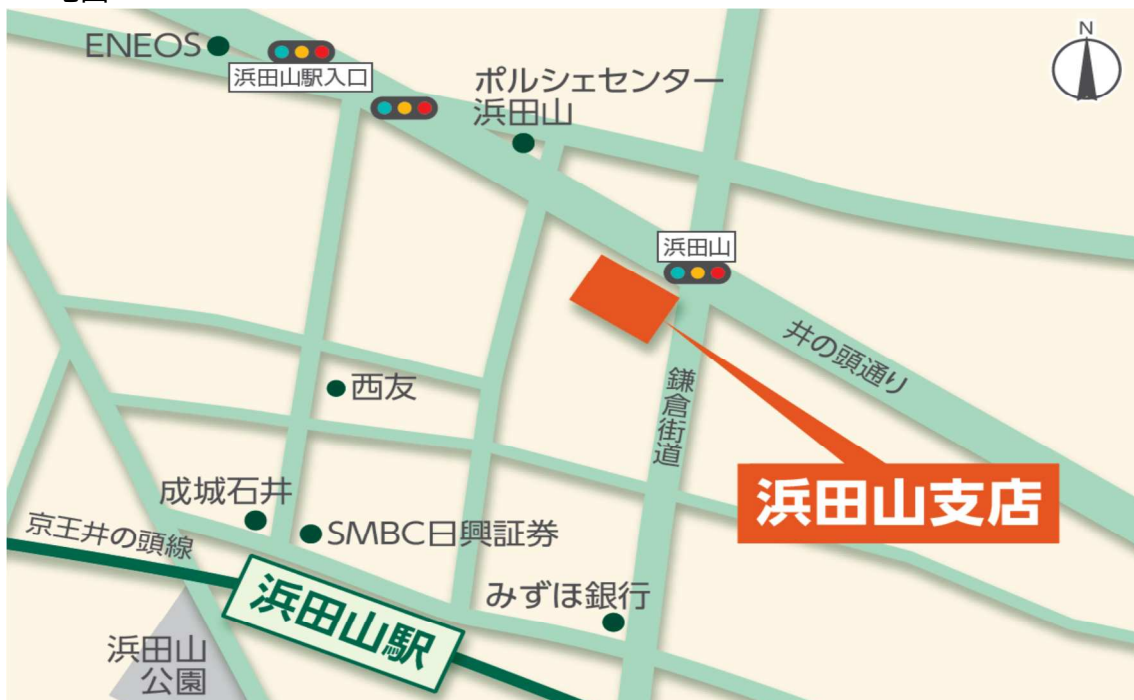 ENEOS
浜田山駅入口
N
ポルシェセンター
浜田山
浜田山
井の頭通り
鎌倉街道
西友
浜田山支店
成城石井
SMBC日興証券
京王井の頭線
浜田山駅
みずほ銀行
浜田山
公園